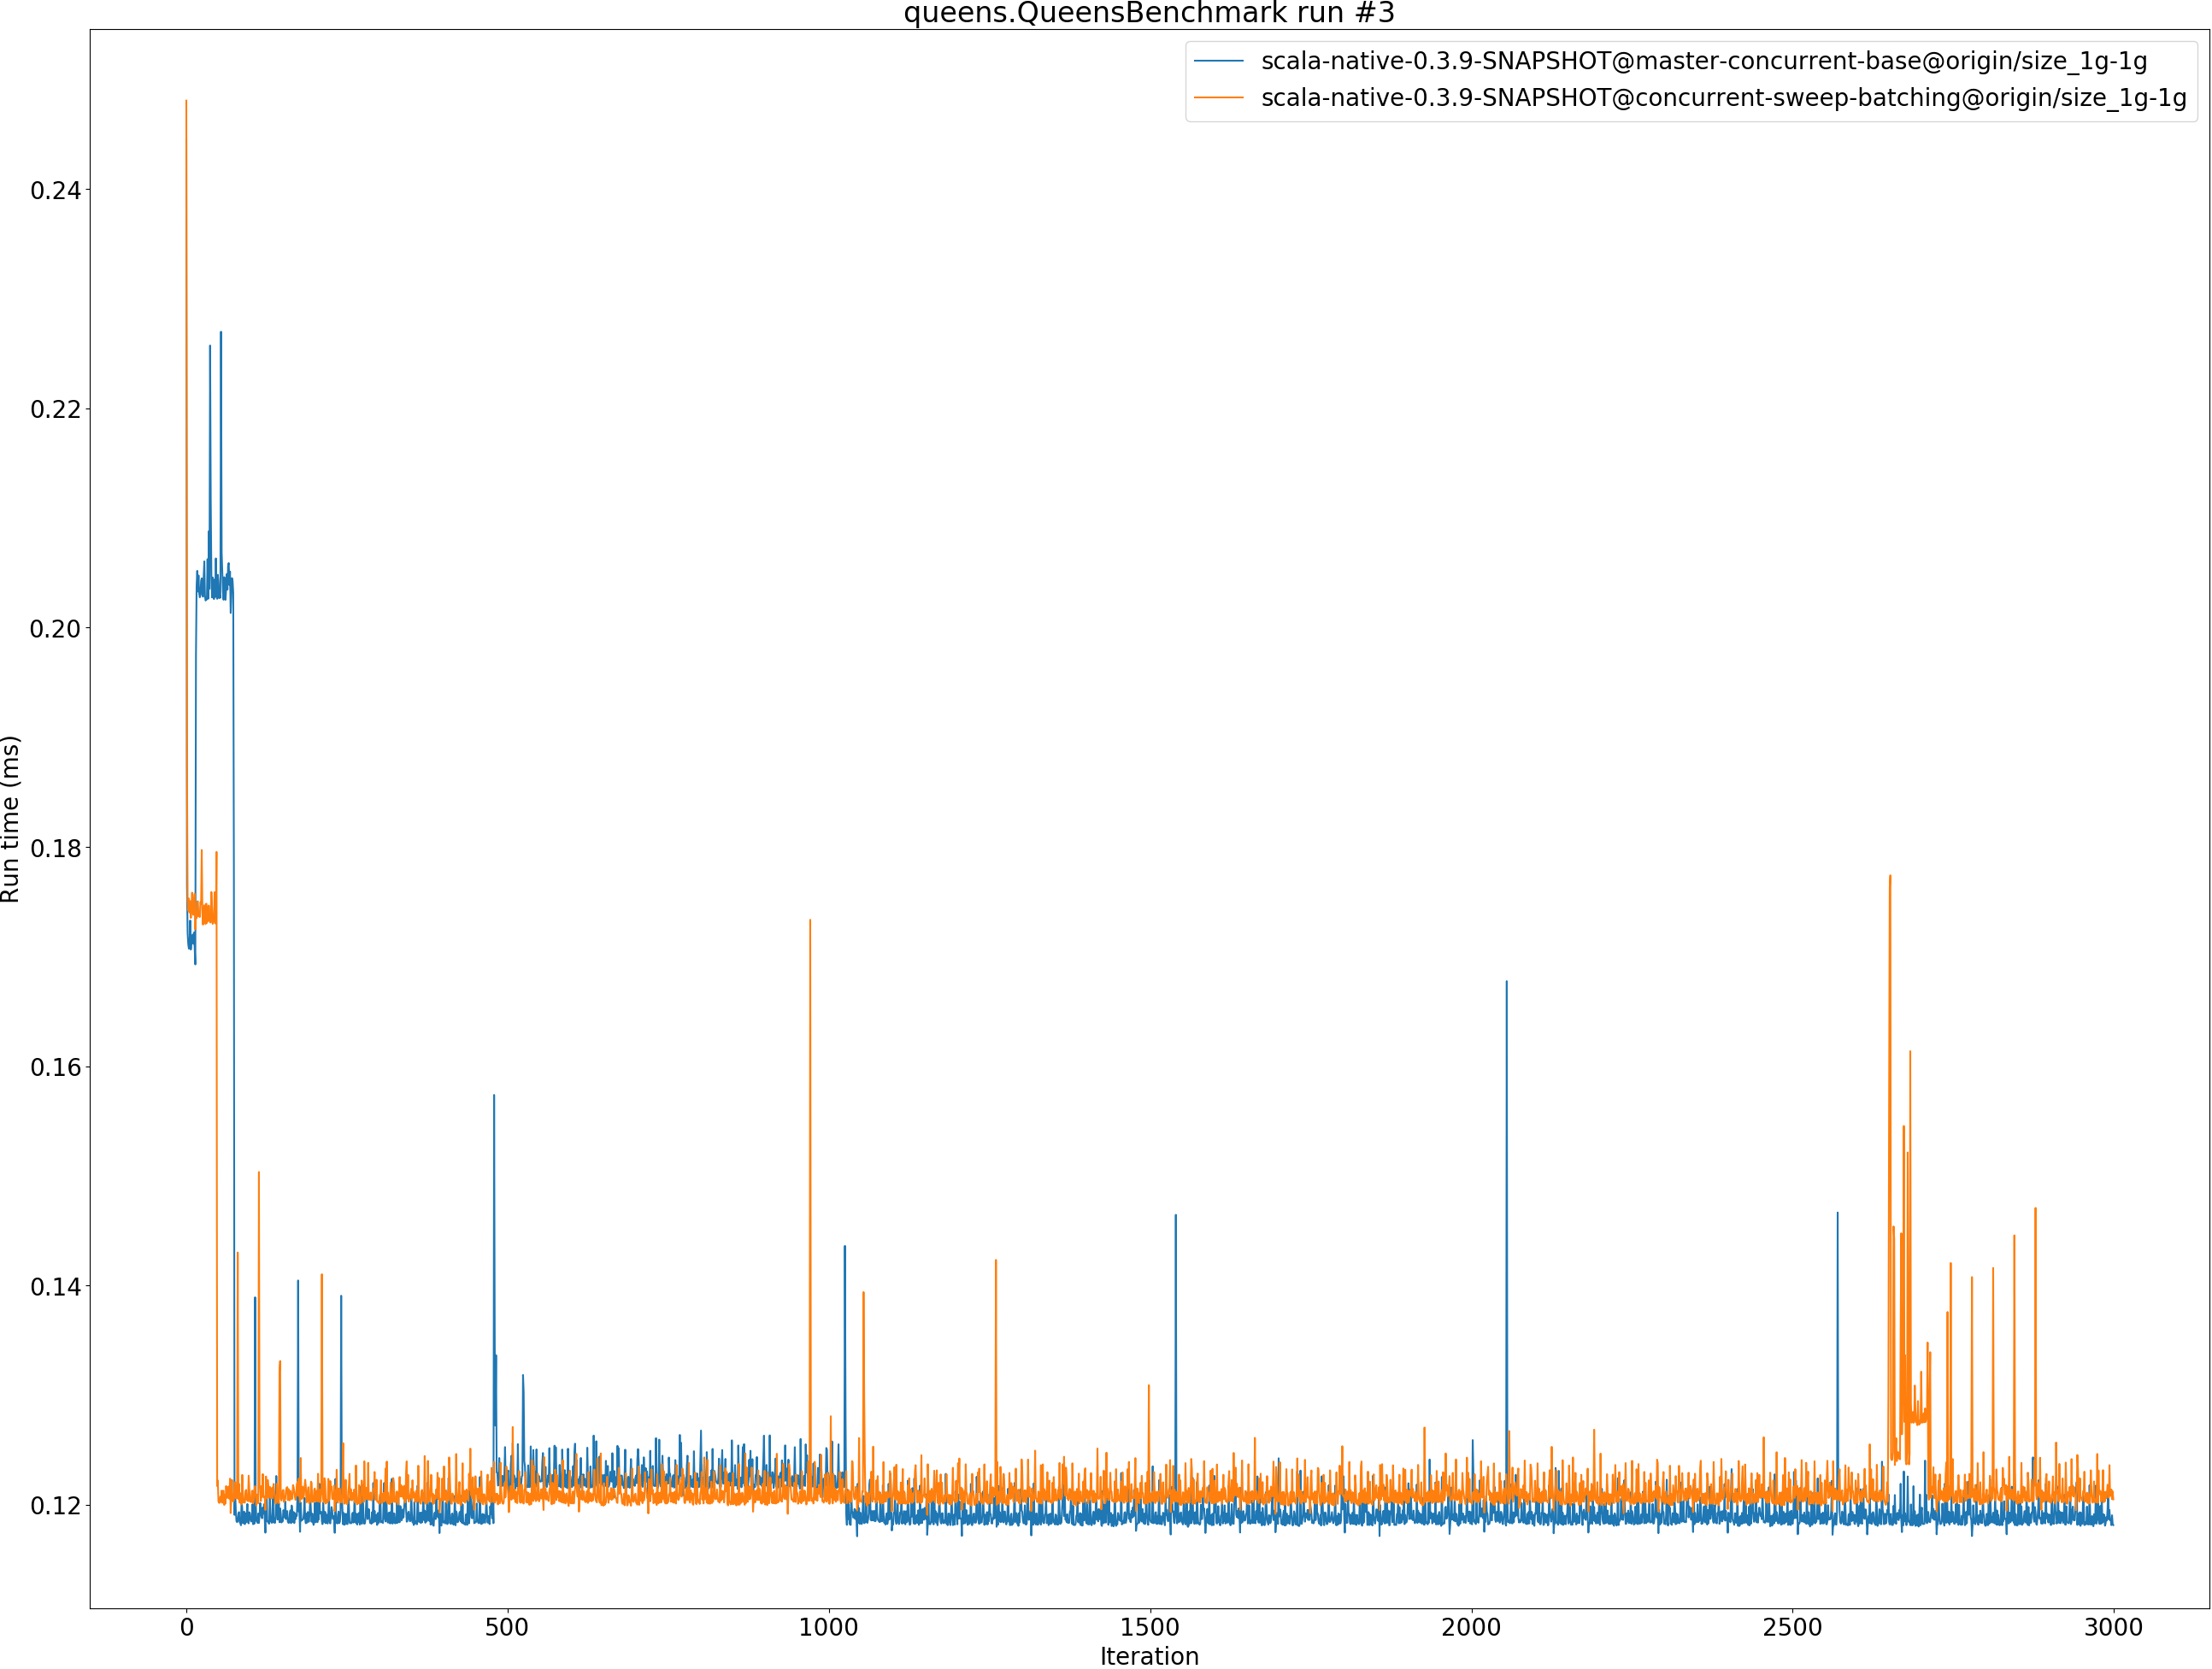 queens.QueensBenchmark run #3
scala-native-0.3.9-SNAPSHOT@master-concurrent-base@origin/size_1g-1g
scala-native-0.3.9-SNAPSHOT@concurrent-sweep-batching@origin/size_1g-1g
0.24
0.22
0.20
0.18
0.16
0.14
0.12
Run time (ms)
0 500 1000 1500 2000 2500 3000
Iteration